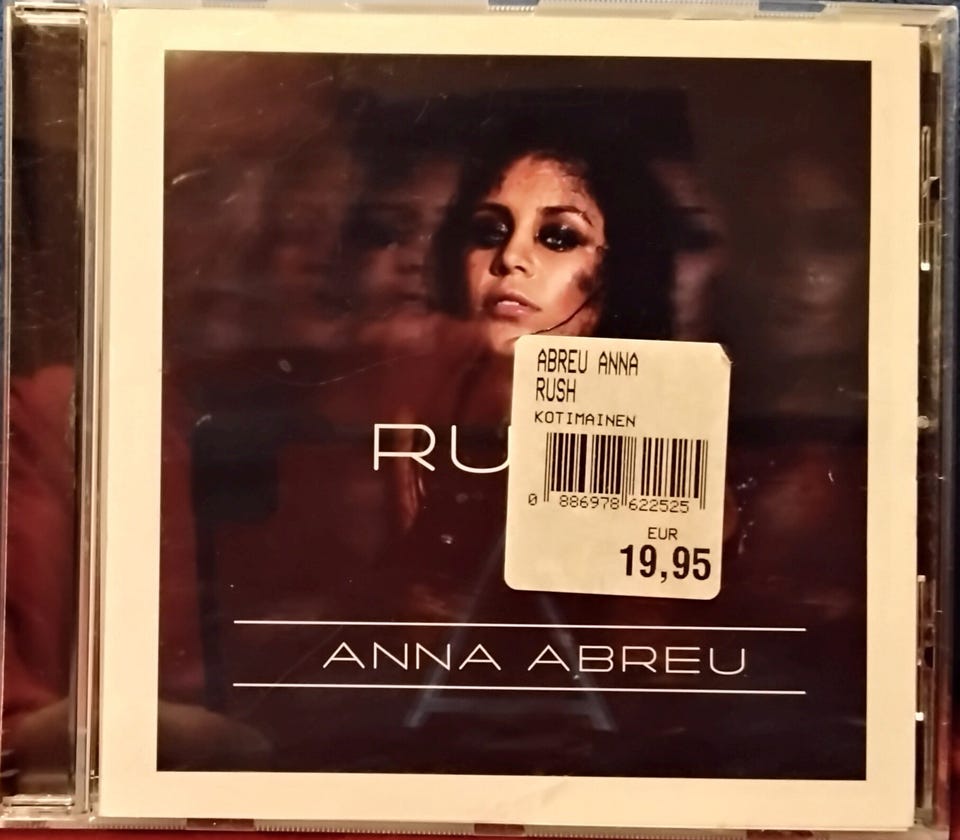 ABREU ANNA
RUSH
KOTIMAINEN
RU
0 886978 622525
EUR
19,95
ANNA ABREU